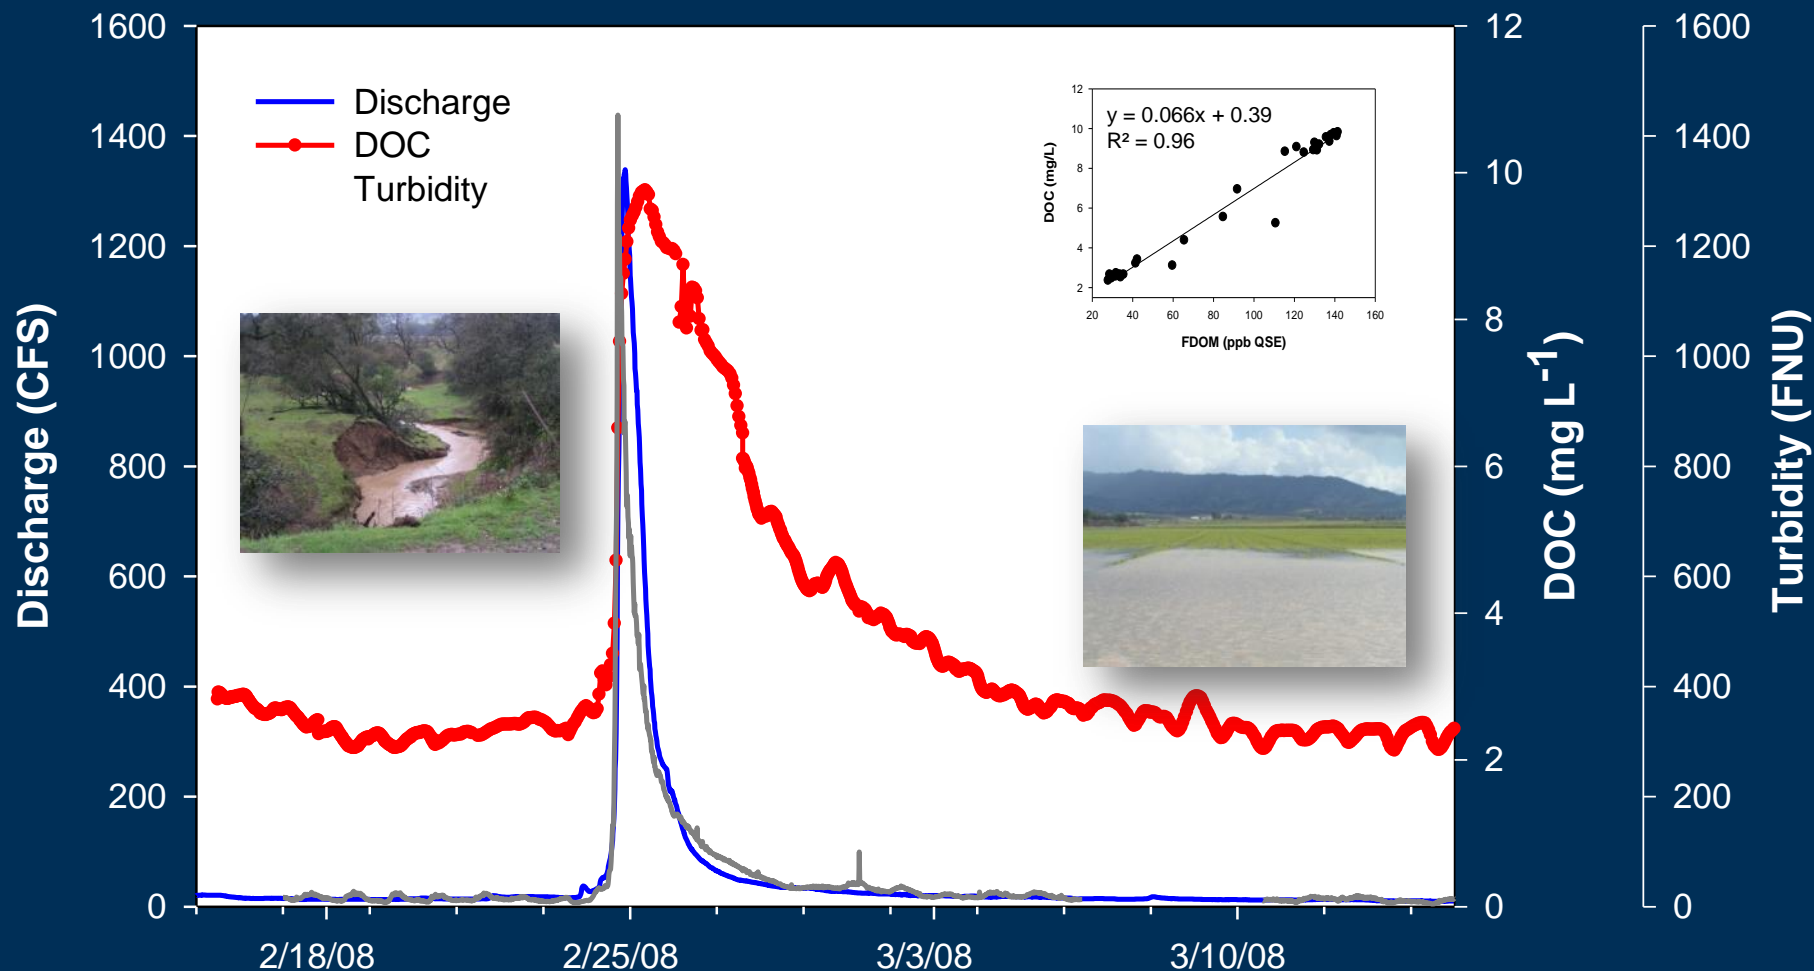 1600
1400
1200
1000
800
600
400
200
0
Discharge (CFS)
Discharge
DOC
Turbidity
y = 0.066x + 0.39
R² = 0.96
12
10
8
6
4
2
DOC (mg/L)
20 40 60 80 100 120 140 160
FDOM (ppb QSE)
12
10
8
6
4
2
0
DOC (mg L⁻¹)
1600
1400
1200
1000
800
600
400
200
0
Turbidity (FNU)
2/18/08 2/25/08 3/3/08 3/10/08